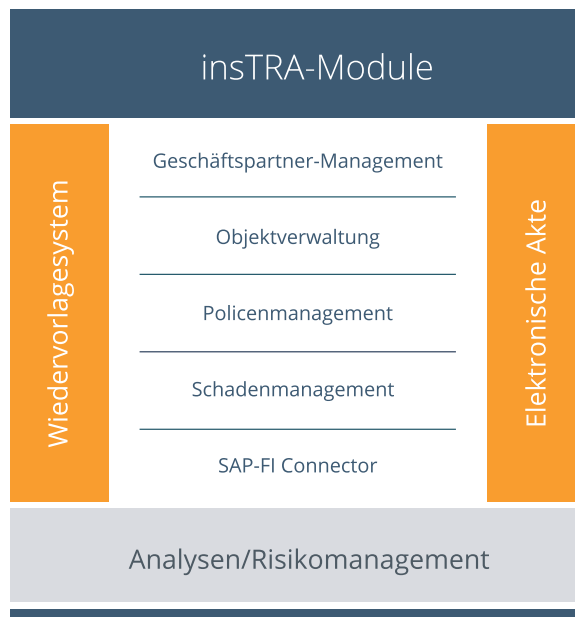 insTRA-Module
Wiedervorlagesystem
Geschäftspartner-Management
Objektverwaltung
Policenmanagement
Schadenmanagement
SAP-FI Connector
Elektronische Akte
Analysen/Risikomanagement